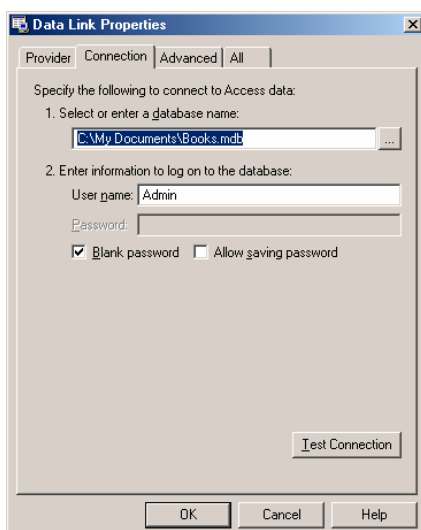 Data Link Properties
Provider Connection Advanced All
Specify the following to connect to Access data:
1. Select or enter a database name:
C:\My Documents\Books.mdb ...
2. Enter information to log on to the database:
User name: Admin
Password:
Blank password Allow saving password
Test Connection
OK Cancel Help